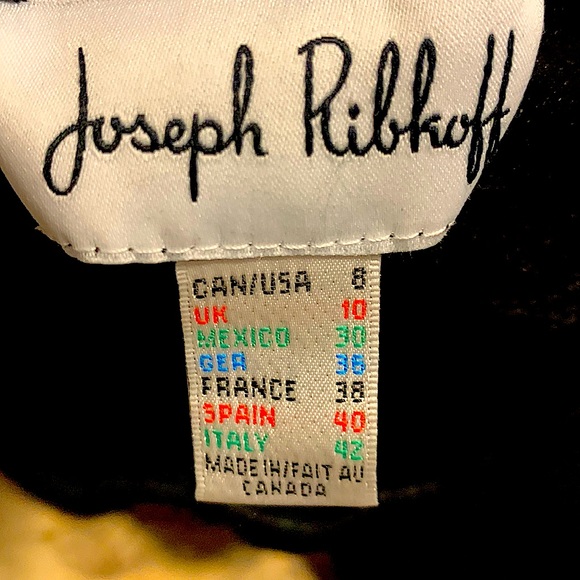 Joseph Ribkoff
CAN/USA 8
UK 10
MEXICO 30
GER 36
FRANCE 38
SPAIN 40
ITALY 42
MADE IN/FAIT AU
CANADA